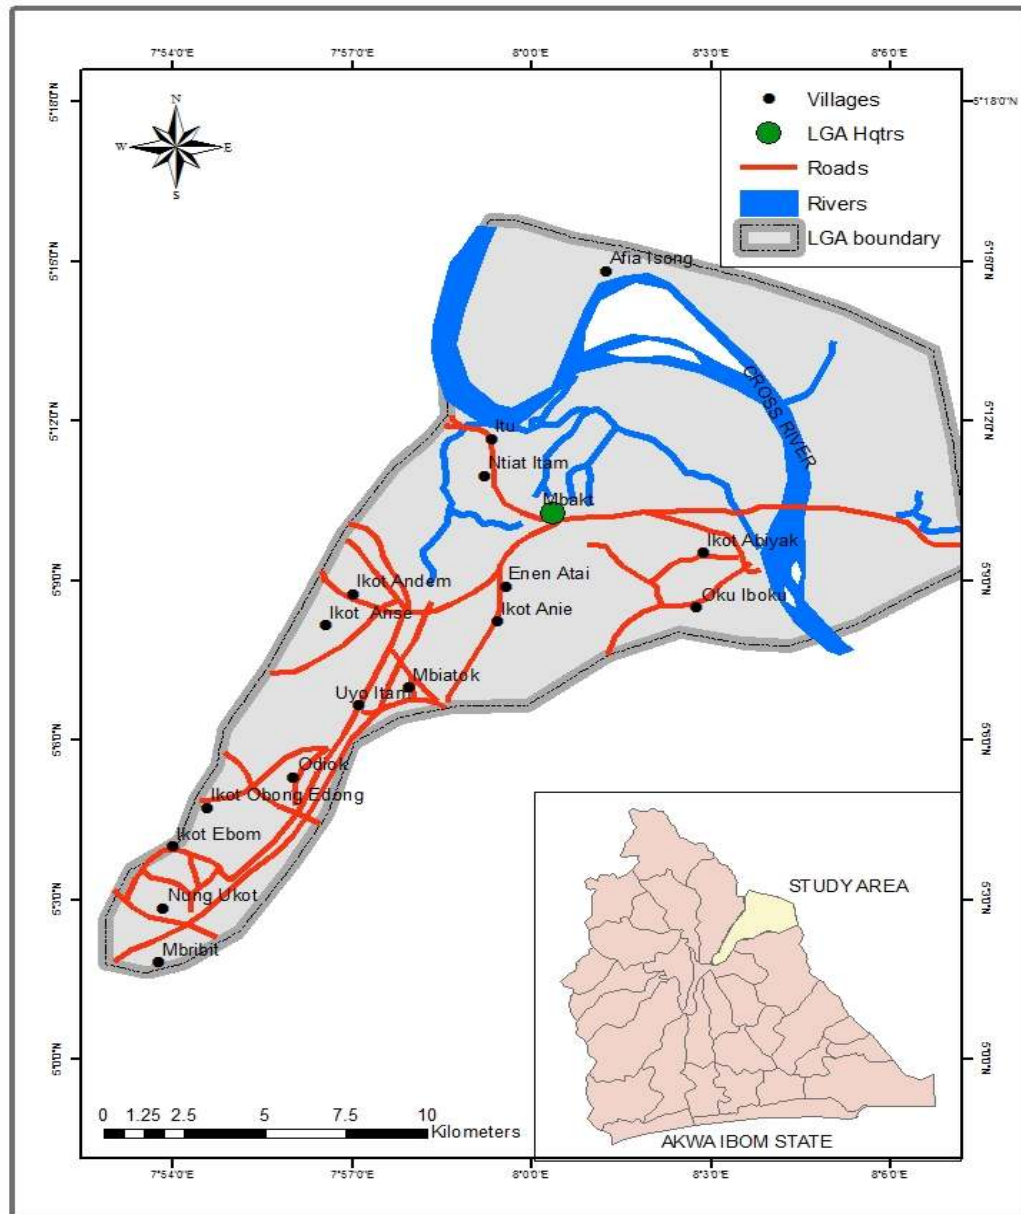 7°54'0"E 7°57'0"E 8°0'0"E 8°3'0"E 8°6'0"E
5°18'0"N 5°18'0"N
N
W E
S
Villages
LGA Hqtrs
Roads
Rivers
LGA boundary
5°15'0"N 5°15'0"N
Afia Isong
CROSS RIVER
5°12'0"N 5°12'0"N
Itu
Ntiat Itam
Mbakt
Ikot Abiyak
5°9'0"N 5°9'0"N
Enen Atai
Ikot Andem
Oku Iboku
Ikot Anie
Ikot Anse
Mbiatok
Uyo Itam
5°6'0"N 5°6'0"N
Odiok
Ikot Obong Edong
Ikot Ebom
Nung Ukot
5°3'0"N 5°3'0"N
Mbribit
STUDY AREA
5°0'0"N 5°0'0"N
0 1.25 2.5 5 7.5 10
Kilometers
AKWA IBOM STATE
7°54'0"E 7°57'0"E 8°0'0"E 8°3'0"E 8°6'0"E